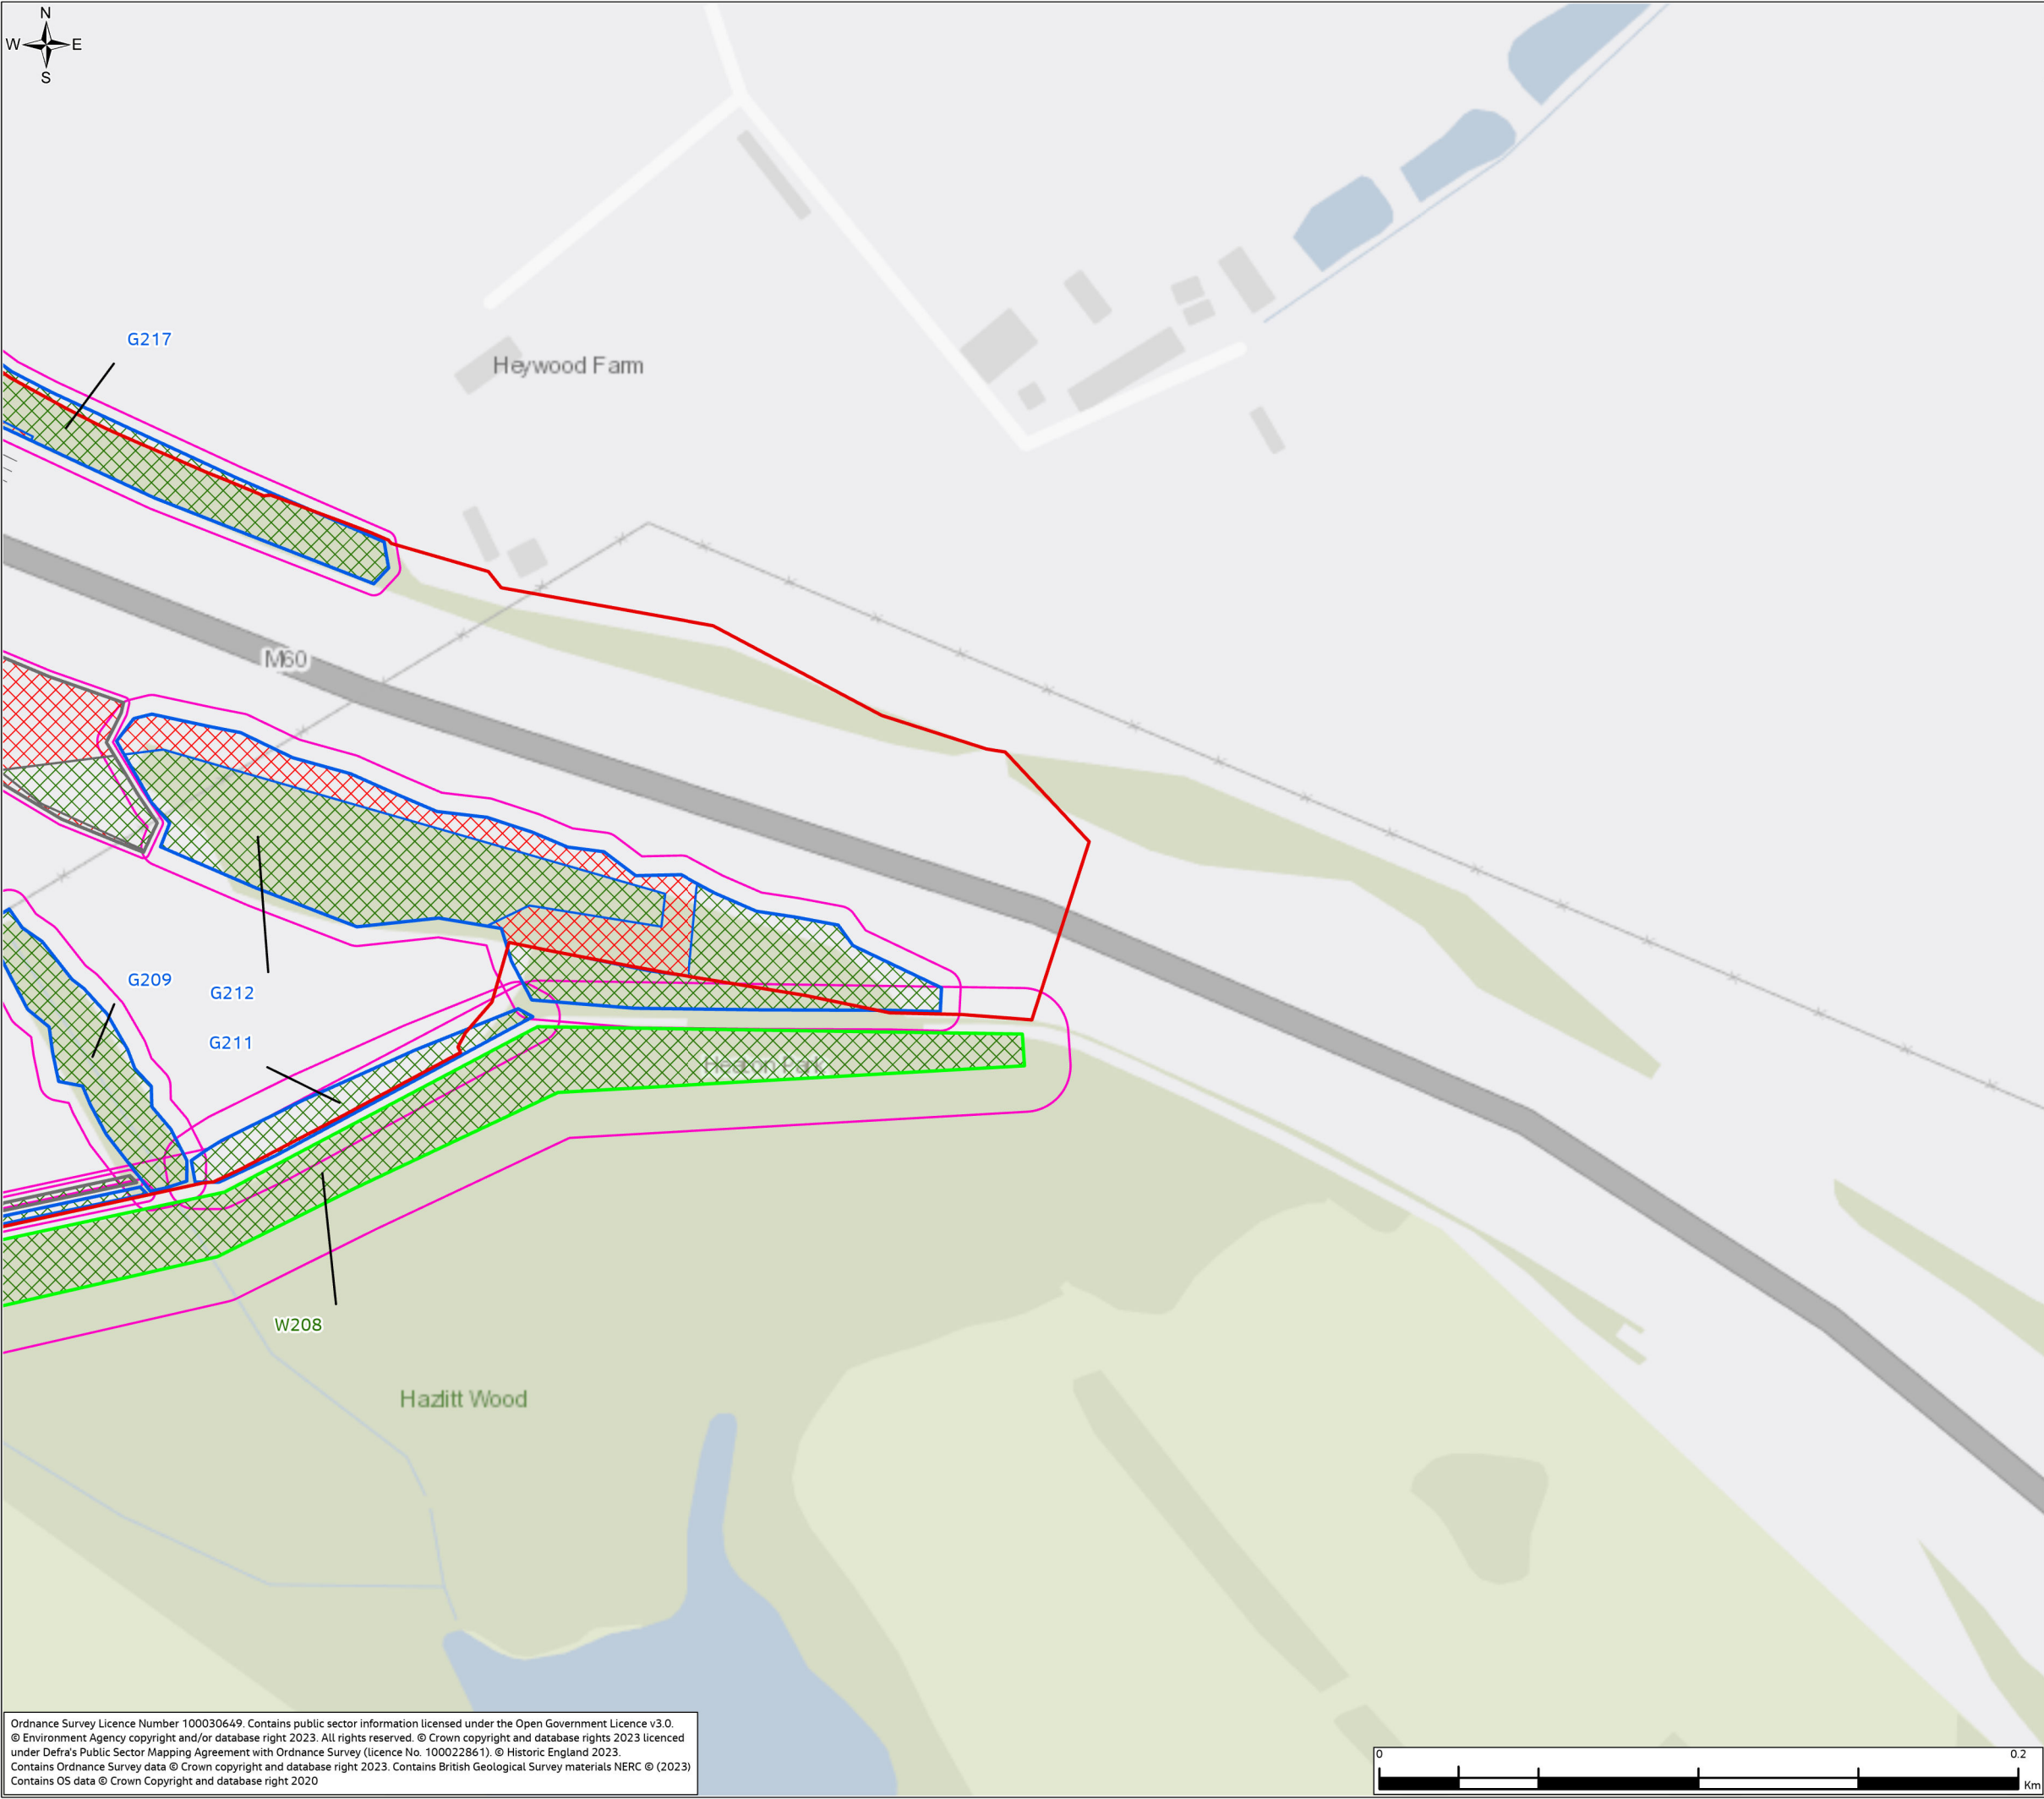 N
W E
S
G217
Heywood Farm
M60
G209
G212
G211
Heaton Park
W208
Hazlitt Wood
Ordnance Survey Licence Number 100030649. Contains public sector information licensed under the Open Government Licence v3.0.
© Environment Agency copyright and/or database right 2023. All rights reserved. © Crown copyright and database rights 2023 licenced
under Defra's Public Sector Mapping Agreement with Ordnance Survey (licence No. 100022861). © Historic England 2023.
Contains Ordnance Survey data © Crown copyright and database right 2023. Contains British Geological Survey materials NERC © (2023)
Contains OS data © Crown Copyright and database right 2020
0 0.2
Km